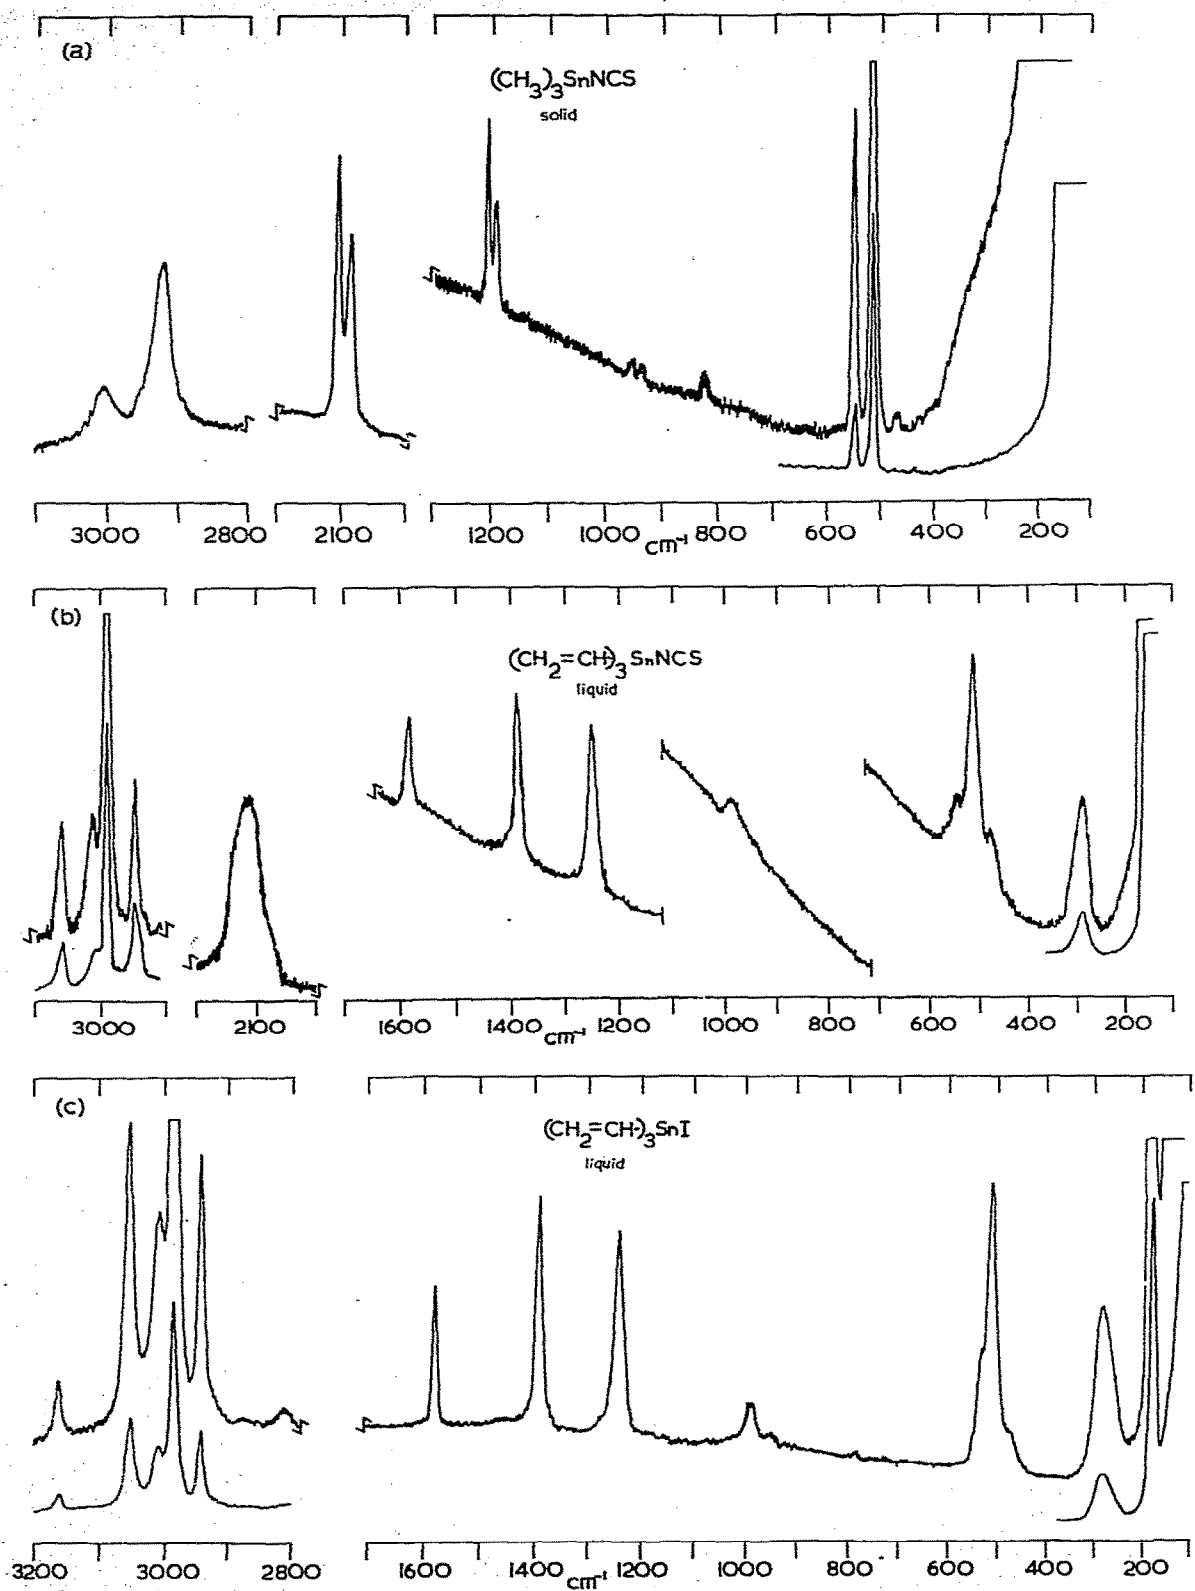 (a)
(CH3)3SnNCS
solid
3000 2800 2100 1200 1000 cm-1 800 600 400 200
(b)
(CH2=CH)3SnNCS
liquid
3000 2100 1600 1400 cm-1 1200 1000 800 600 400 200
(c)
(CH2=CH)3SnI
liquid
3200 3000 2800 1600 1400 cm-1 1200 1000 800 600 400 200